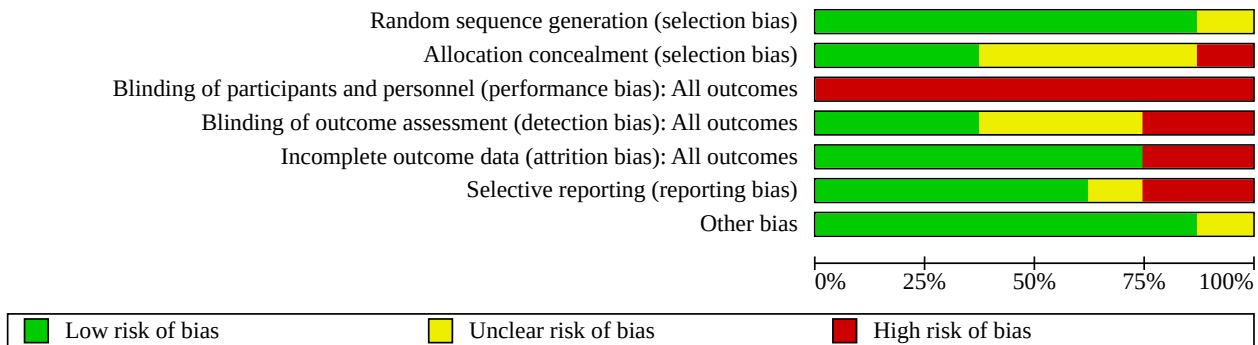 Random sequence generation (selection bias)
Allocation concealment (selection bias)
Blinding of participants and personnel (performance bias): All outcomes
Blinding of outcome assessment (detection bias): All outcomes
Incomplete outcome data (attrition bias): All outcomes
Selective reporting (reporting bias)
Other bias
0% 25% 50% 75% 100%
Low risk of bias Unclear risk of bias High risk of bias